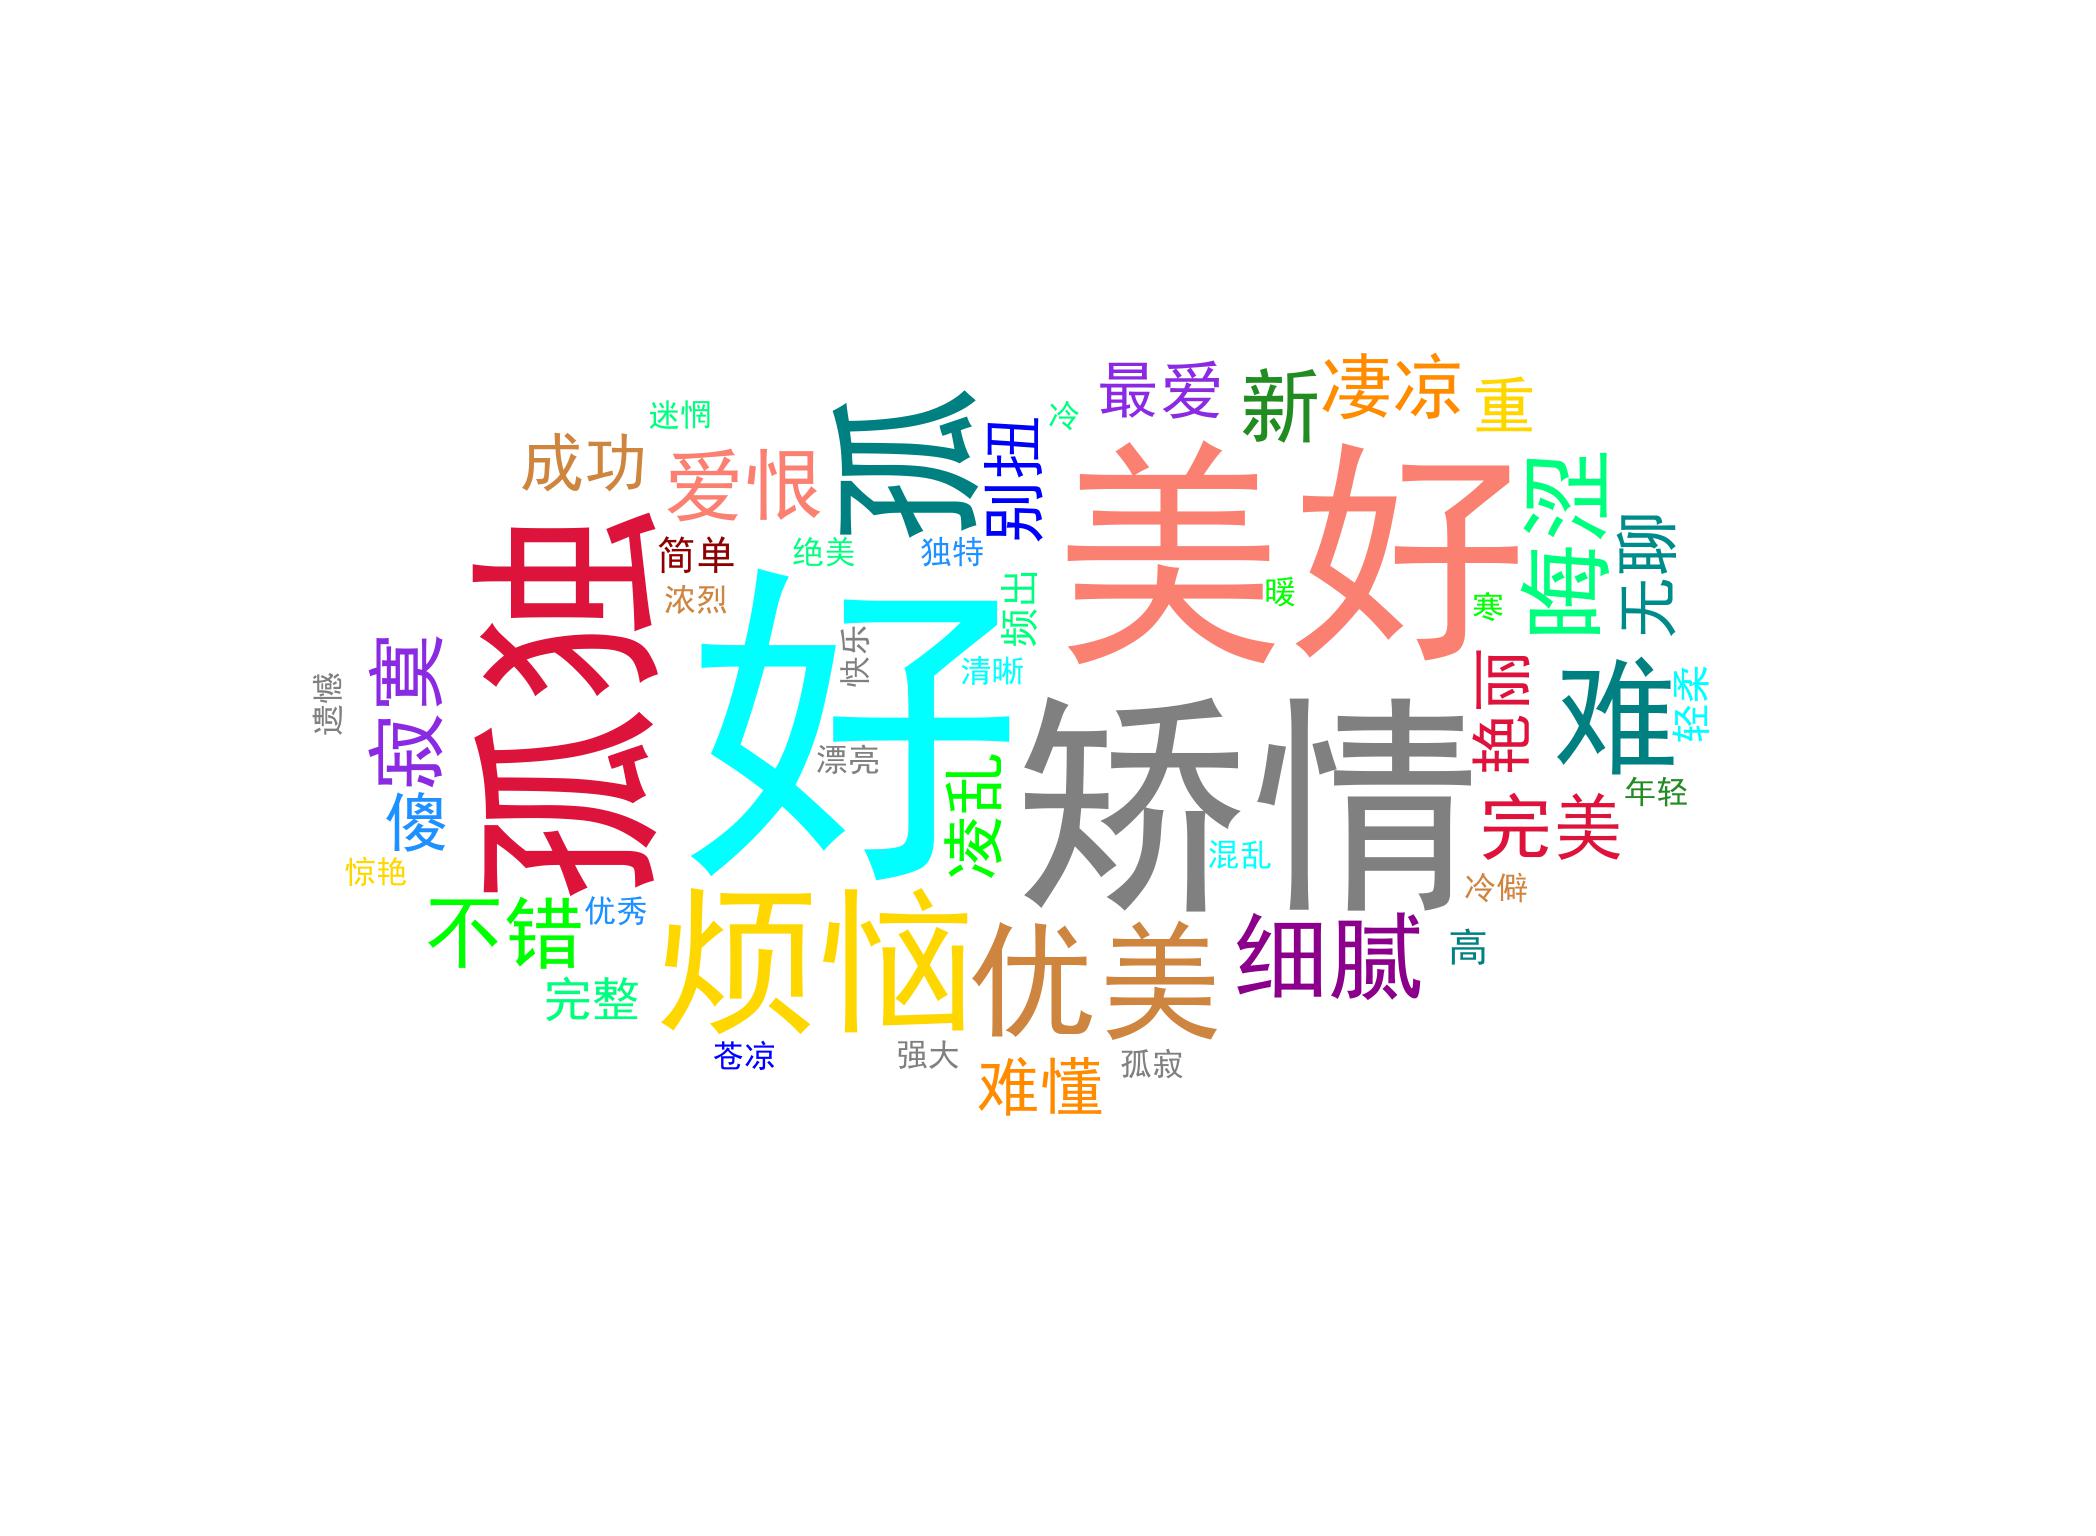 最爱
新
凄凉
重
迷惘
冷
孤
别扭
成功
爱恨
美好
晦涩
简单
绝美
独特
孤独
浓烈
频出
暖
寒
无聊
好
快乐
清晰
寂寞
遗憾
艳丽
难
轻柔
矫情
漂亮
凌乱
年轻
傻
完美
混乱
惊艳
冷僻
不错
优秀
烦恼
优美
细腻
高
完整
苍凉
强大
孤寂
难懂